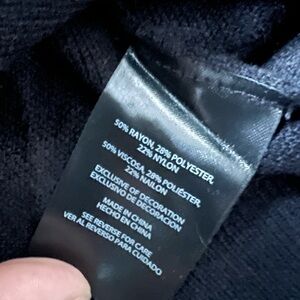 50% RAYON, 28% POLYESTER,
22% NYLON
50% VISCOSA, 28% POLIÉSTER,
22% NAILON
EXCLUSIVE OF DECORATION
EXCLUSIVO DE DECORACIÓN
MADE IN CHINA
HECHO EN CHINA
SEE REVERSE FOR CARE
VER AL REVERSO PARA CUIDADO